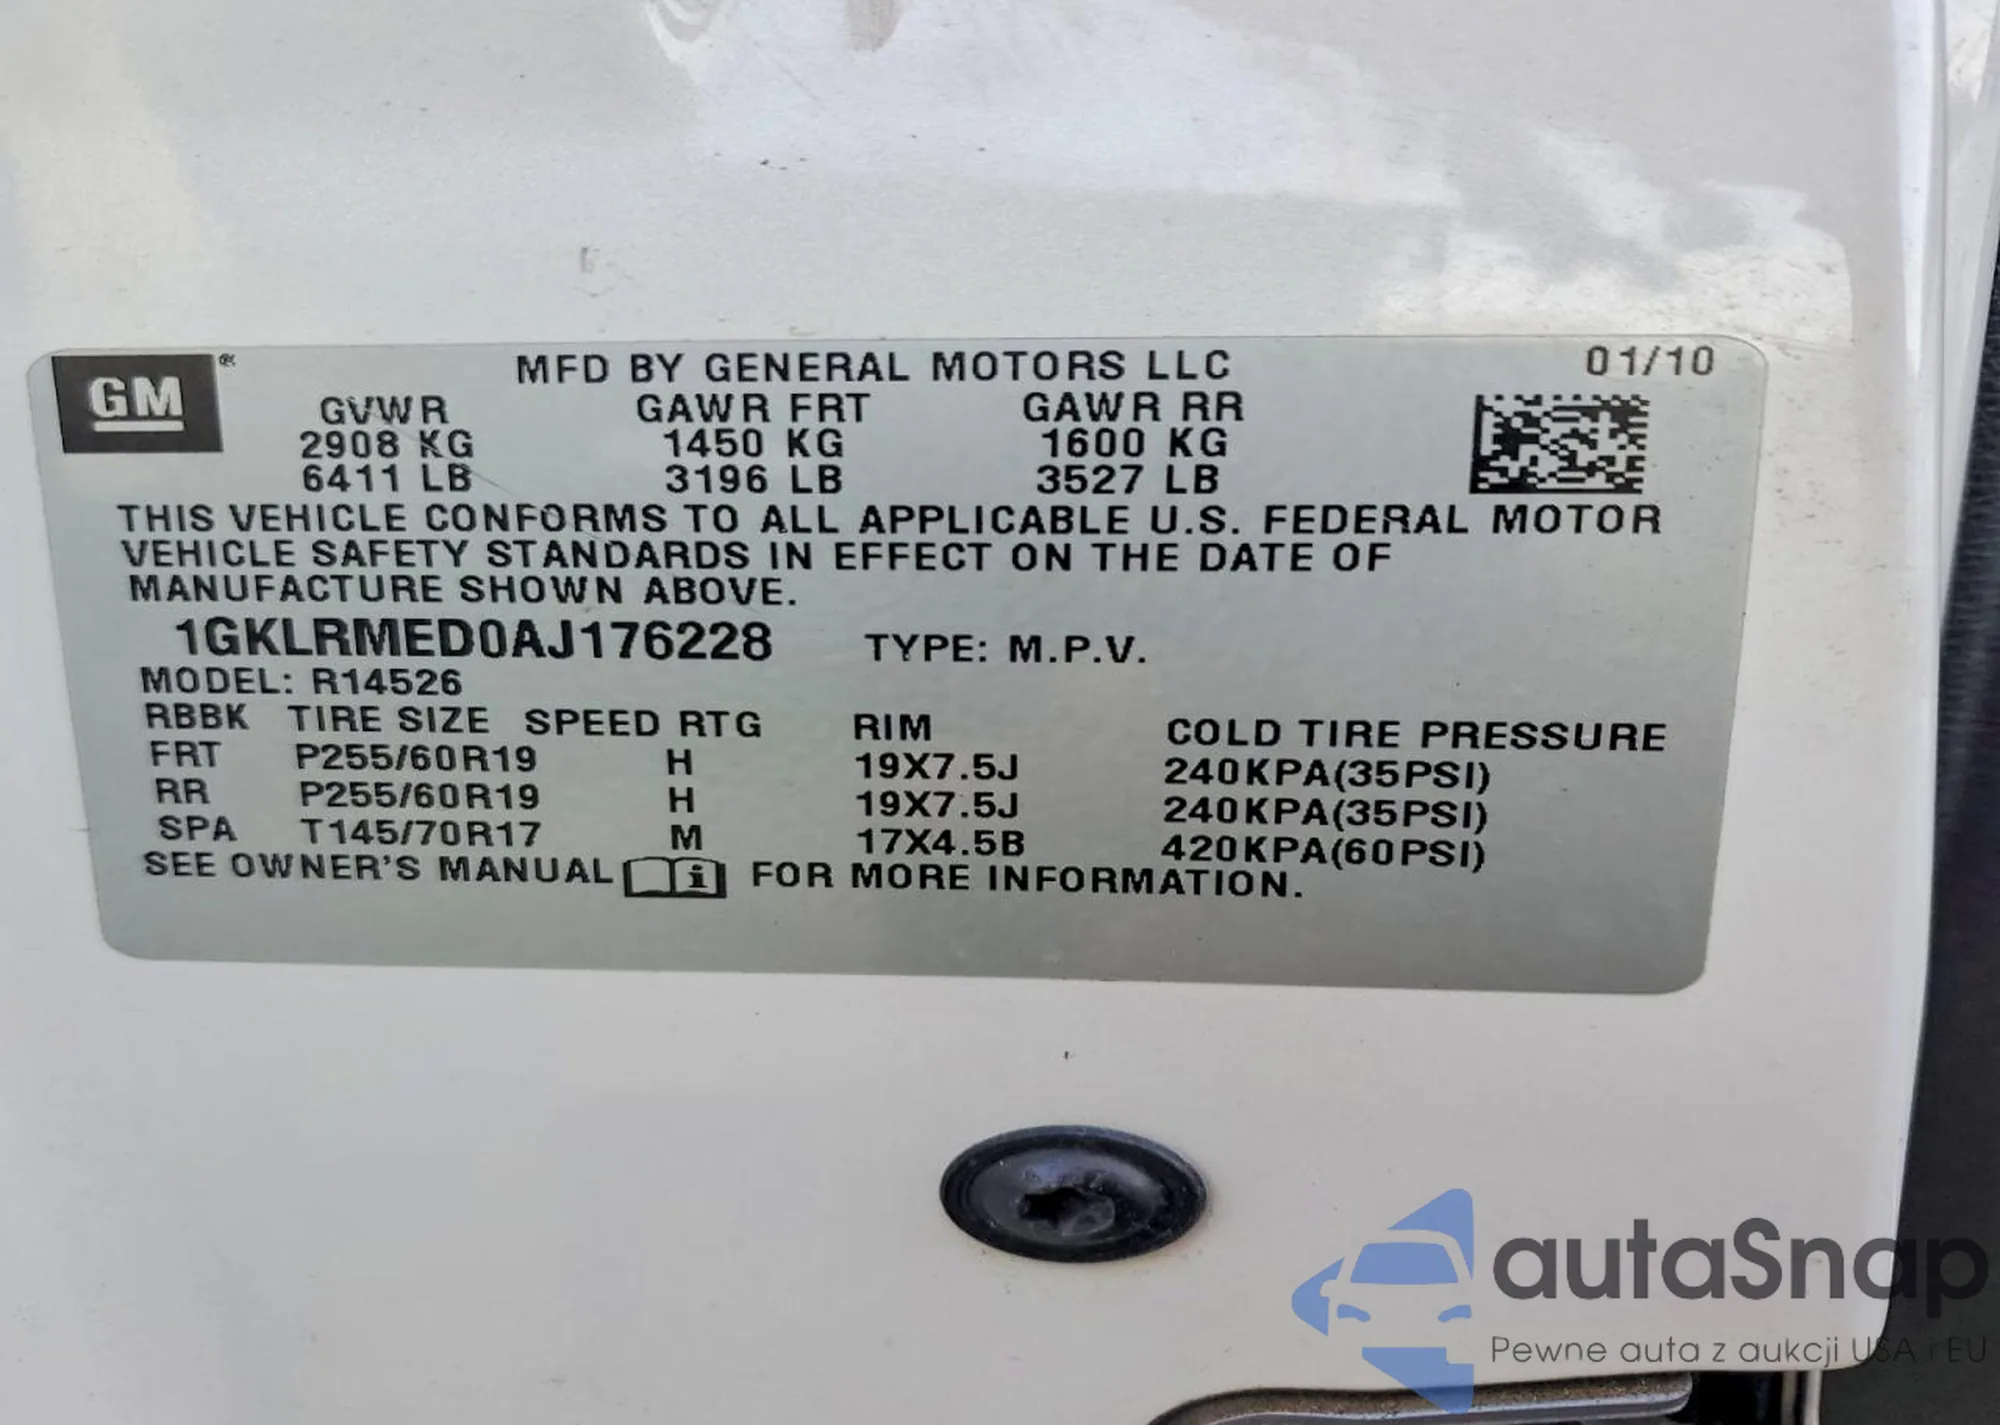 GM ® MFD BY GENERAL MOTORS LLC 01/10
GVWR GAWR FRT GAWR RR
2908 KG 1450 KG 1600 KG
6411 LB 3196 LB 3527 LB
THIS VEHICLE CONFORMS TO ALL APPLICABLE U.S. FEDERAL MOTOR
VEHICLE SAFETY STANDARDS IN EFFECT ON THE DATE OF
MANUFACTURE SHOWN ABOVE.
1GKLRMED0AJ176228 TYPE: M.P.V.
MODEL: R14526
RBBK TIRE SIZE SPEED RTG RIM COLD TIRE PRESSURE
FRT P255/60R19 H 19X7.5J 240KPA(35PSI)
RR P255/60R19 H 19X7.5J 240KPA(35PSI)
SPA T145/70R17 M 17X4.5B 420KPA(60PSI)
SEE OWNER'S MANUAL i FOR MORE INFORMATION.
autaSnap
Pewne auta z aukcji USA i EU